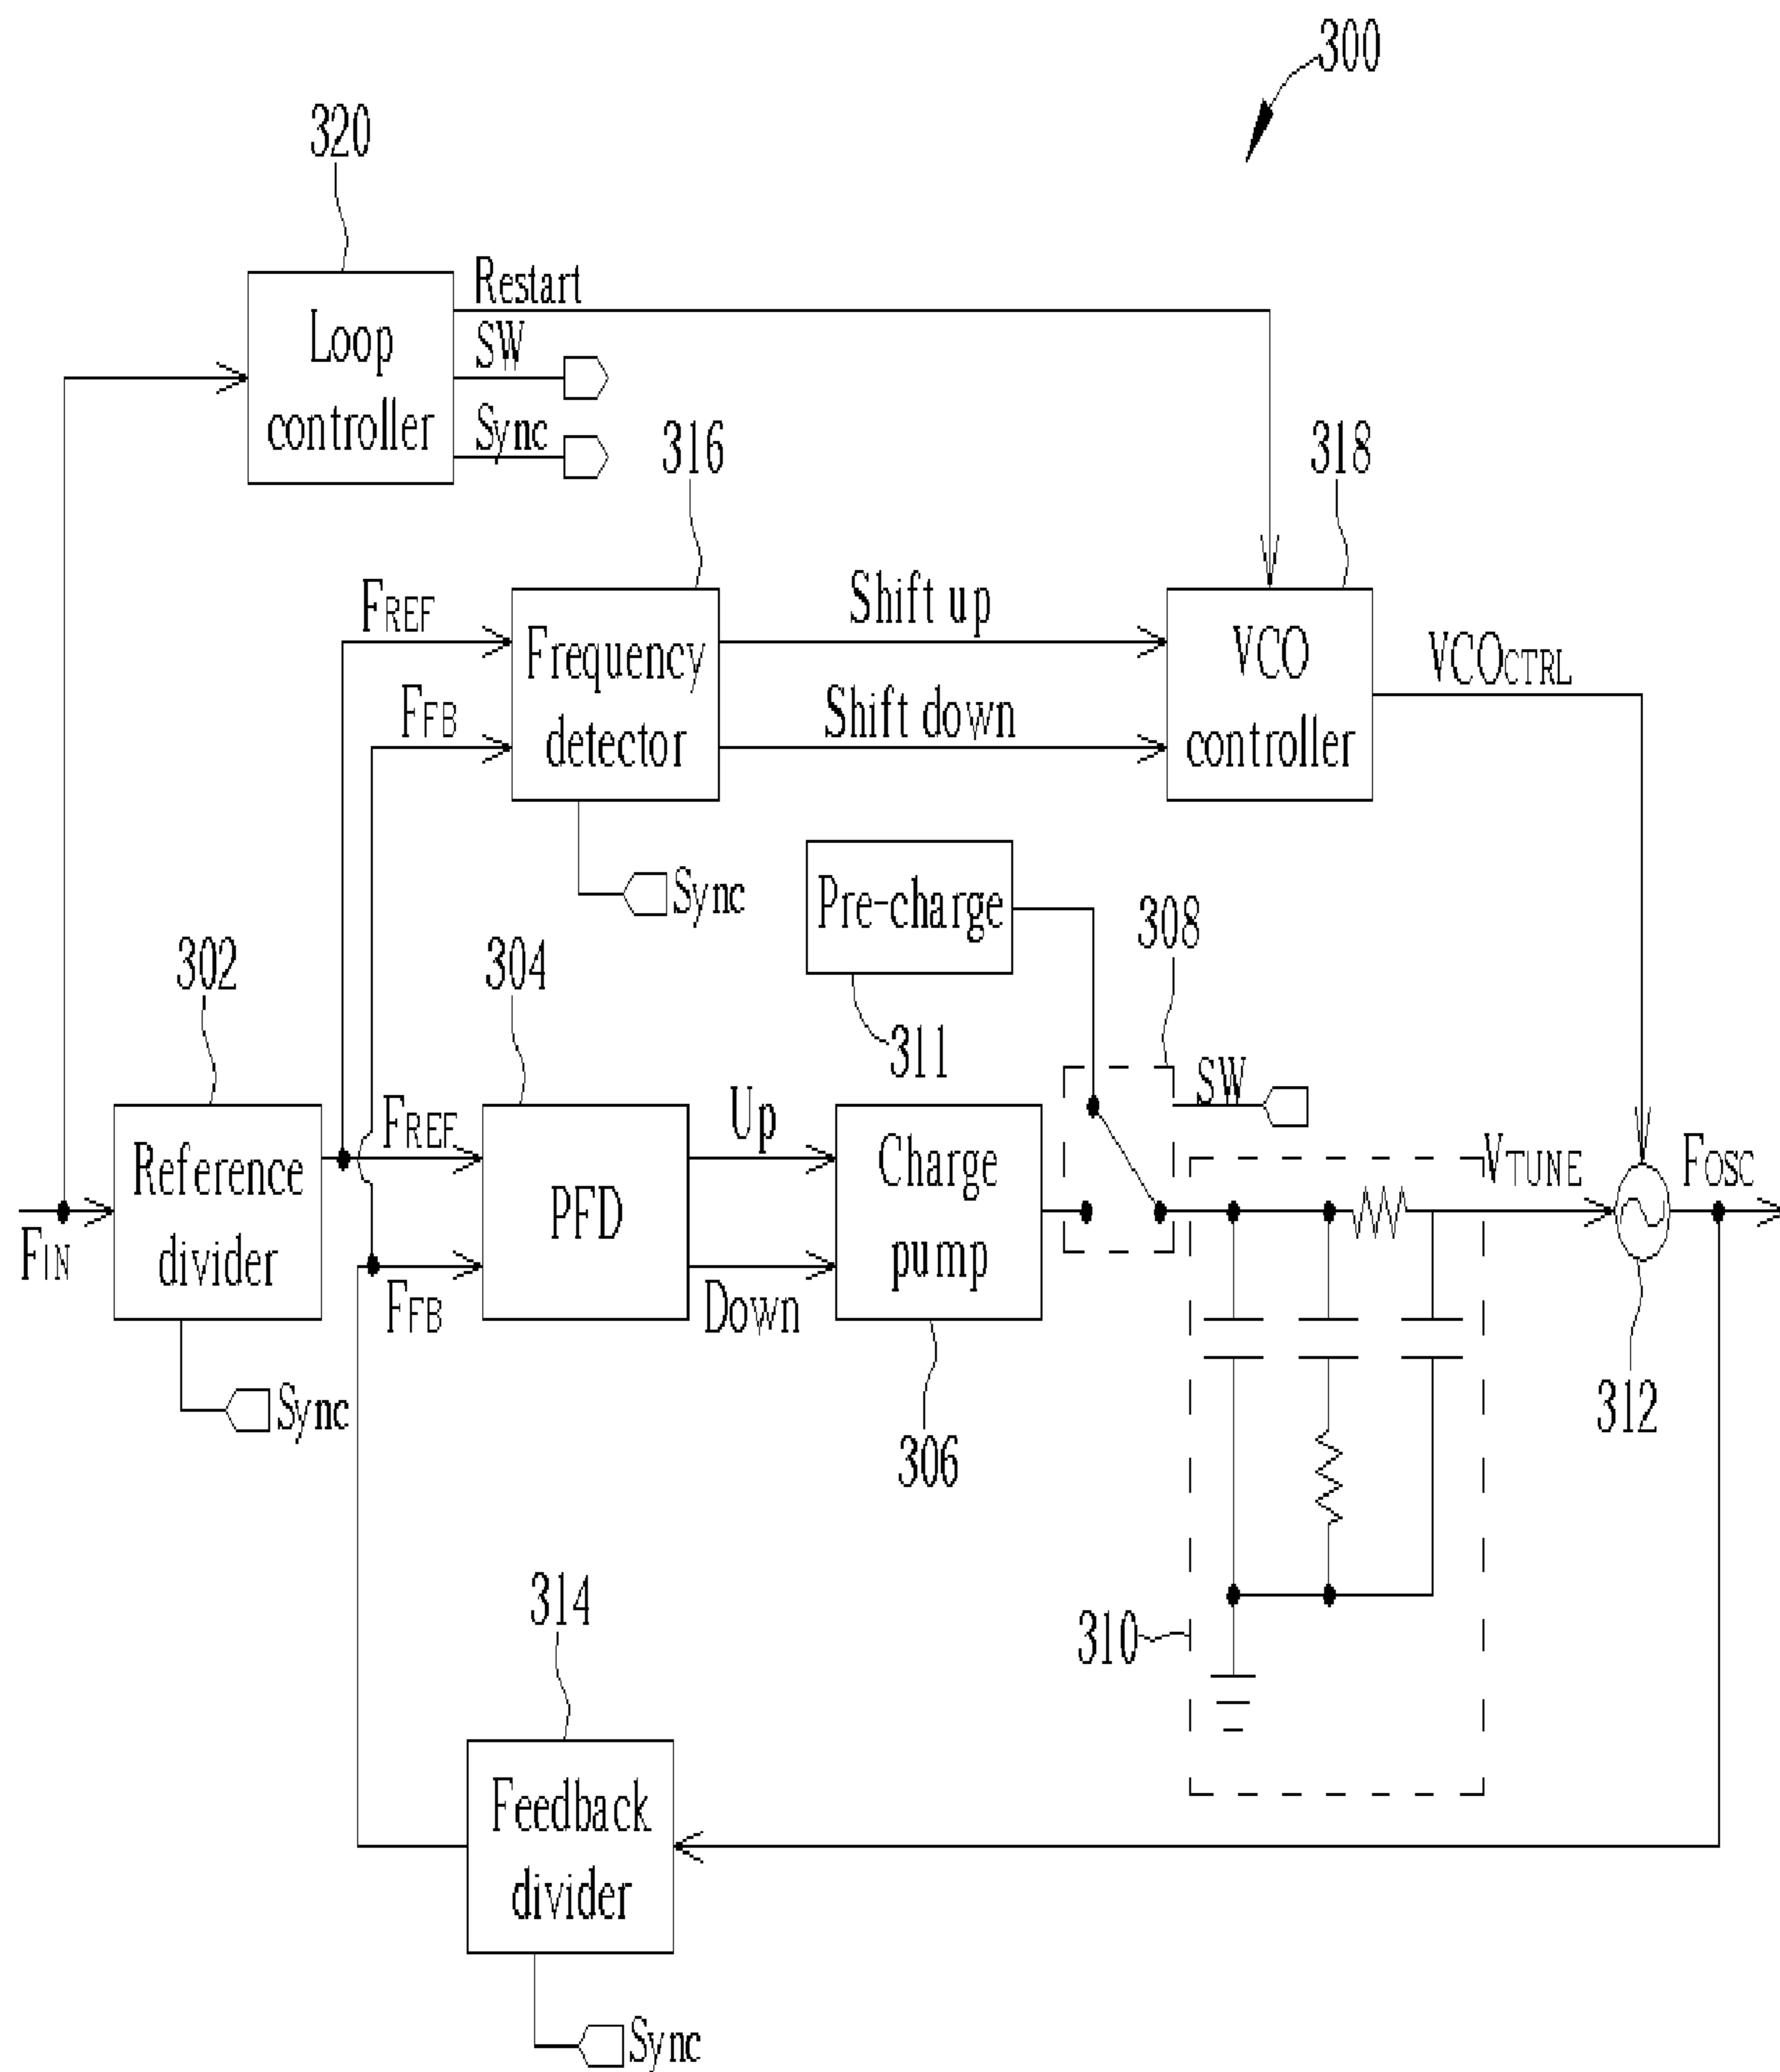 300
320
Restart
SW
Sync
Loop
controller
316
318
FREF
FFB
Frequency
detector
Shift up
Shift down
VCO
controller
VCOCTRL
Sync
Pre-charge
311
308
SW
302
304
FIN
Reference
divider
FREF
FFB
PFD
Up
Down
Charge
pump
306
VTUNE
FOSC
312
Sync
310
314
Feedback
divider
Sync